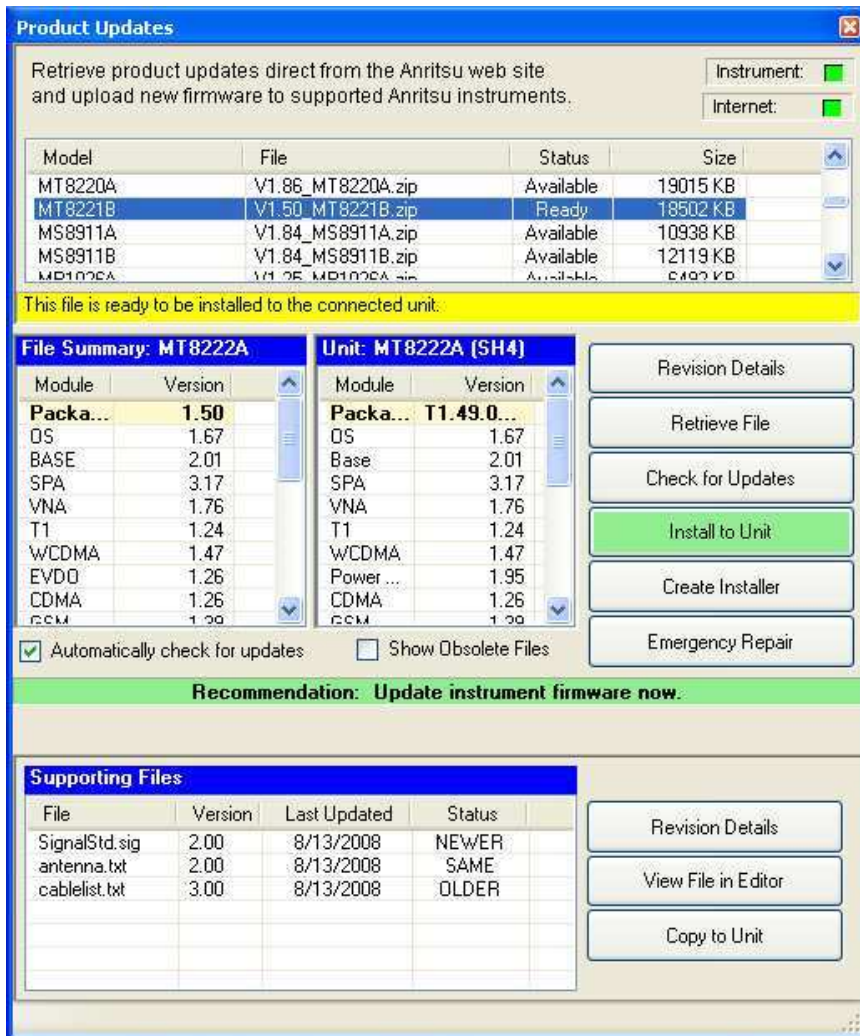 Product Updates
Retrieve product updates direct from the Anritsu web site
and upload new firmware to supported Anritsu instruments.
Instrument:
Internet:
Model File Status Size
MT8220A V1.86_MT8220A.zip Available 19015 KB
MT8221B V1.50_MT8221B.zip Ready 18502 KB
MS8911A V1.84_MS8911A.zip Available 10938 KB
MS8911B V1.84_MS8911B.zip Available 12119 KB
This file is ready to be installed to the connected unit.
File Summary: MT8222A
Module Version
Packa... 1.50
OS 1.67
BASE 2.01
SPA 3.17
VNA 1.76
T1 1.24
WCDMA 1.47
EVDO 1.26
CDMA 1.26
GSM 1.39
Unit: MT8222A (SH4)
Module Version
Packa... T1.49.0...
OS 1.67
Base 2.01
SPA 3.17
VNA 1.76
T1 1.24
WCDMA 1.47
Power ... 1.95
CDMA 1.26
GSM 1.39
Revision Details
Retrieve File
Check for Updates
Install to Unit
Create Installer
Emergency Repair
Automatically check for updates
Show Obsolete Files
Recommendation: Update instrument firmware now.
Supporting Files
File Version Last Updated Status
SignalStd.sig 2.00 8/13/2008 NEWER
antenna.txt 2.00 8/13/2008 SAME
cablelist.txt 3.00 8/13/2008 OLDER
Revision Details
View File in Editor
Copy to Unit